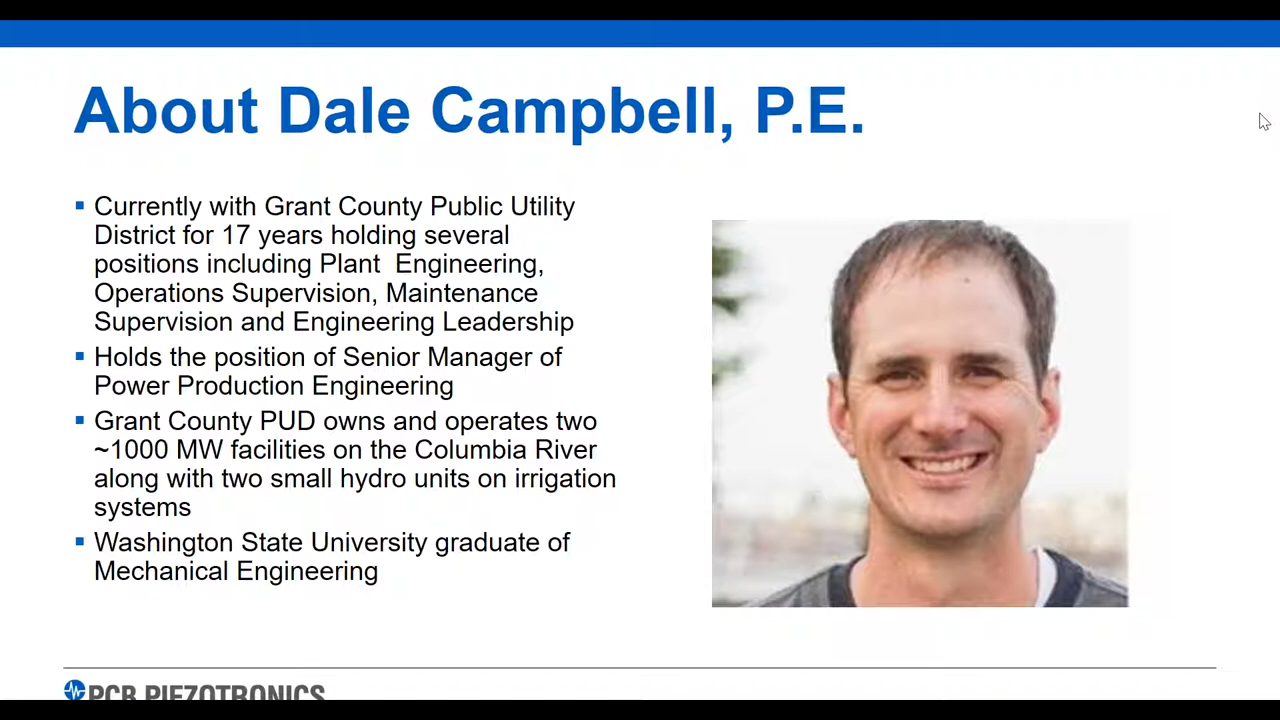 About Dale Campbell, P.E.
Currently with Grant County Public Utility
District for 17 years holding several
positions including Plant Engineering,
Operations Supervision, Maintenance
Supervision and Engineering Leadership
Holds the position of Senior Manager of
Power Production Engineering
Grant County PUD owns and operates two
~1000 MW facilities on the Columbia River
along with two small hydro units on irrigation
systems
Washington State University graduate of
Mechanical Engineering
PCB PIEZOTRONICS